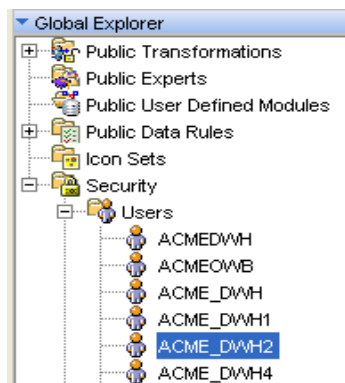 Global Explorer
Public Transformations
Public Experts
Public User Defined Modules
Public Data Rules
Icon Sets
Security
Users
ACMEDWH
ACMEOWB
ACME_DWH
ACME_DWH1
ACME_DWH2
ACME_DWH4